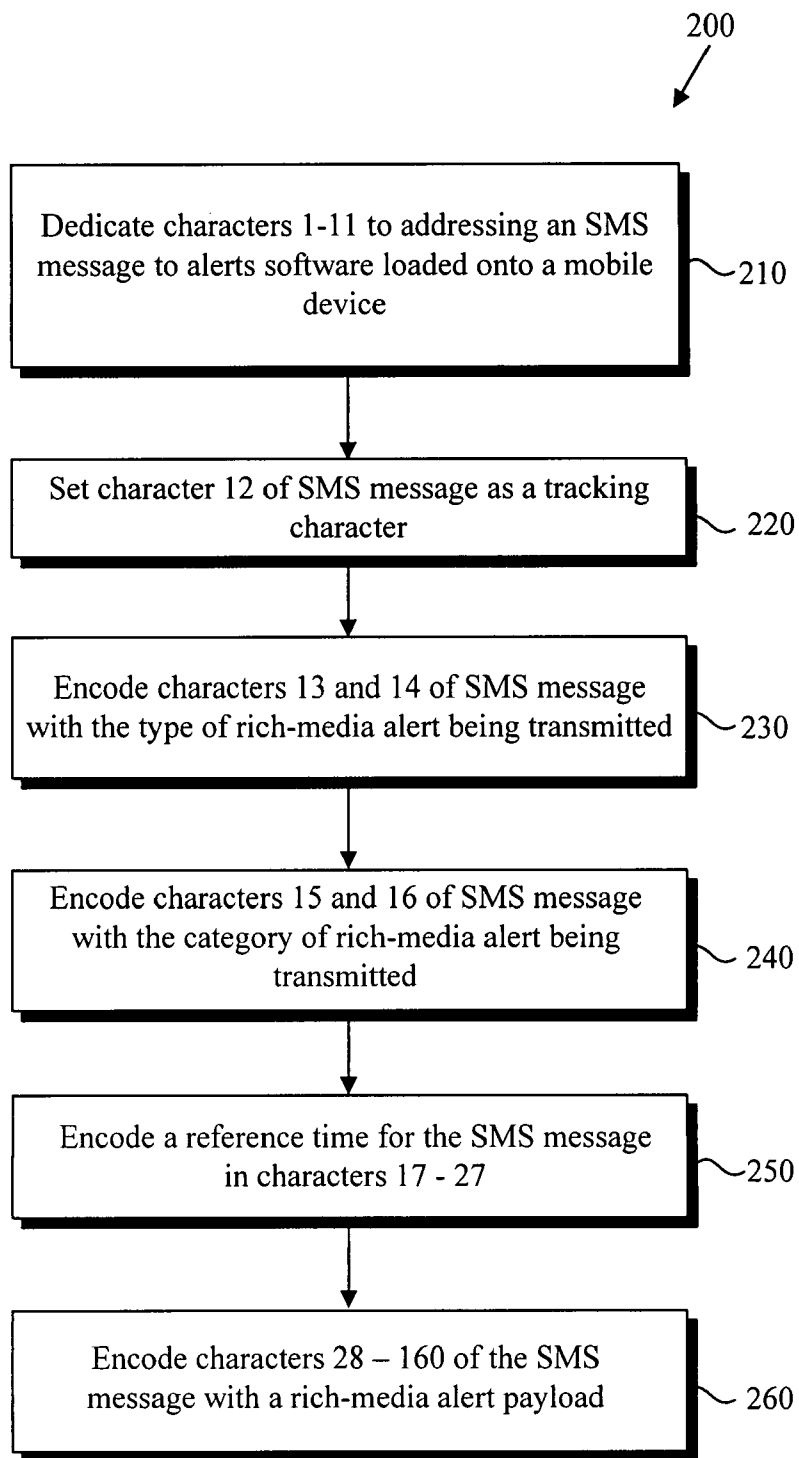 200
Dedicate characters 1-11 to addressing an SMS
message to alerts software loaded onto a mobile
device
210
Set character 12 of SMS message as a tracking
character
220
Encode characters 13 and 14 of SMS message
with the type of rich-media alert being transmitted
230
Encode characters 15 and 16 of SMS message
with the category of rich-media alert being
transmitted
240
Encode a reference time for the SMS message
in characters 17 - 27
250
Encode characters 28 – 160 of the SMS
message with a rich-media alert payload
260